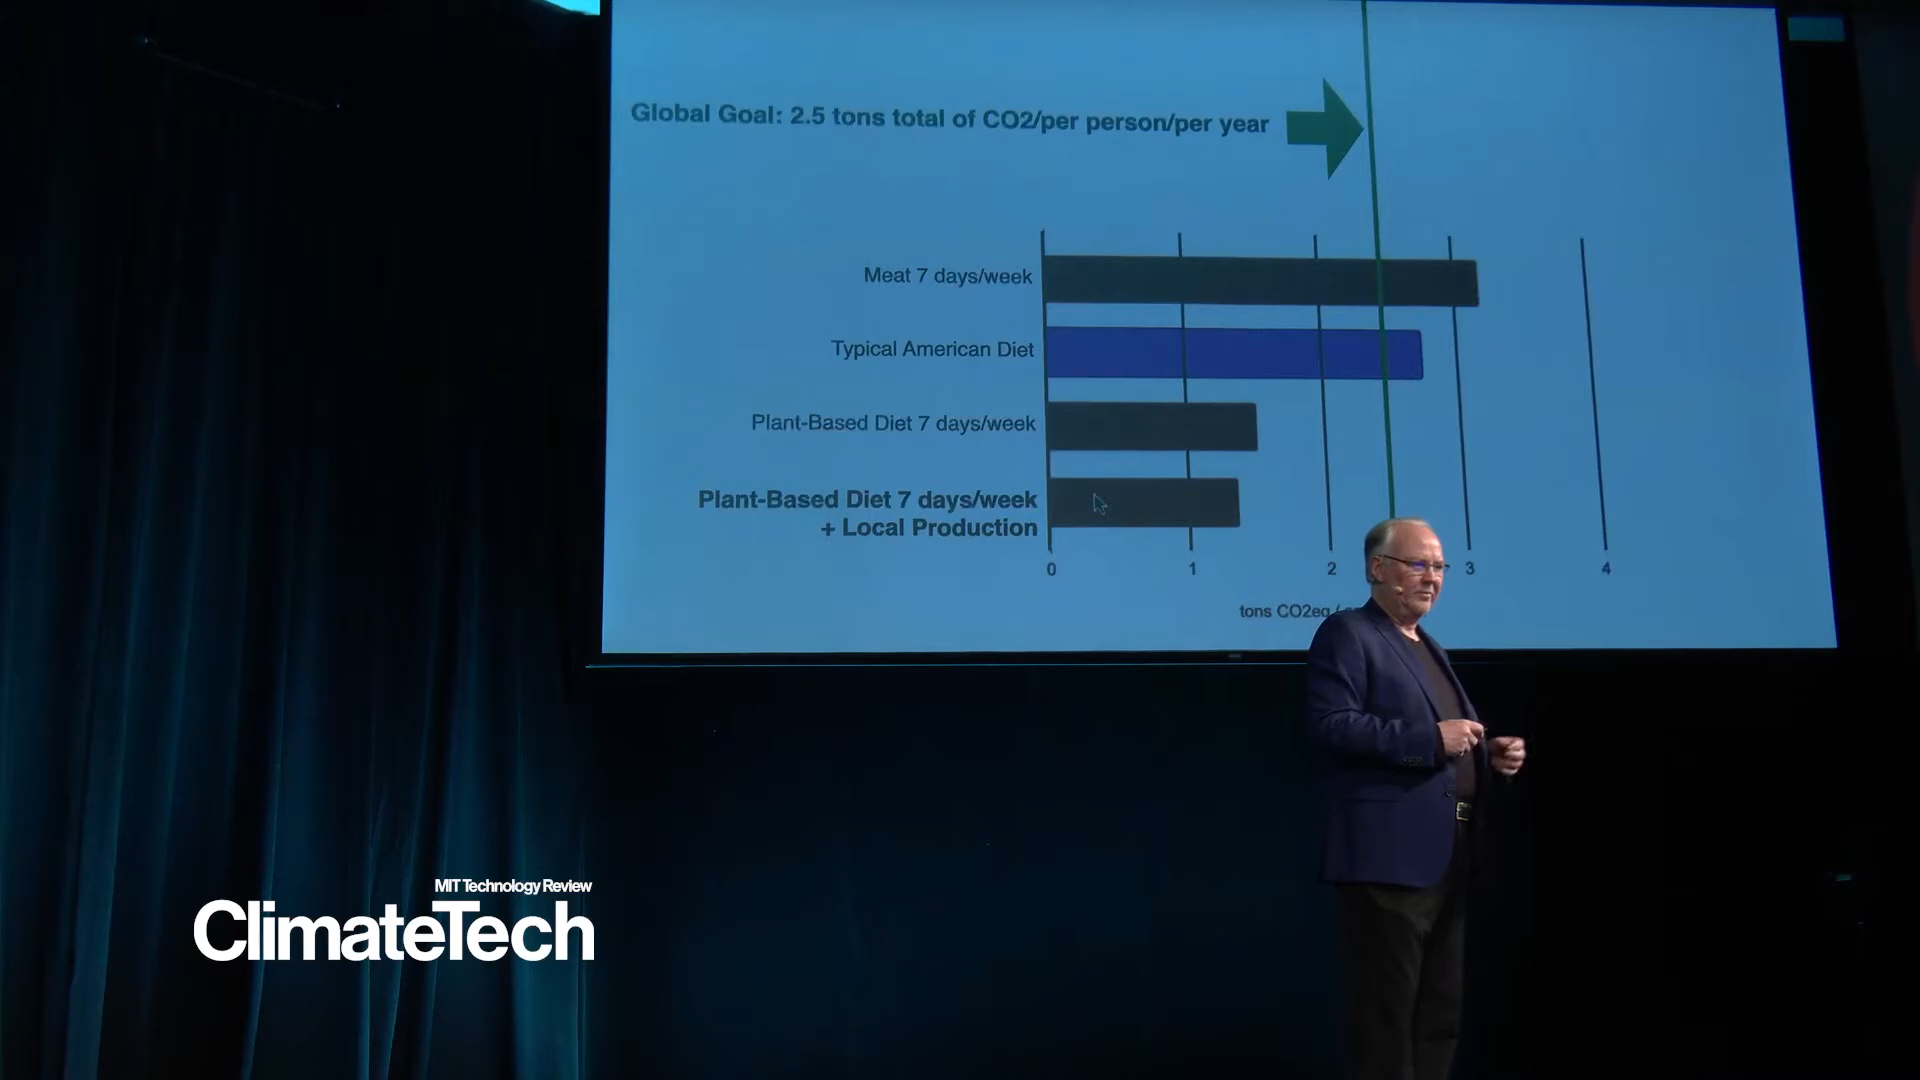 Global Goal: 2.5 tons total of CO2/per person/per year
Meat 7 days/week
Typical American Diet
Plant-Based Diet 7 days/week
Plant-Based Diet 7 days/week
+ Local Production
0 1 2 3 4
tons CO2eq /
MIT Technology Review
ClimateTech